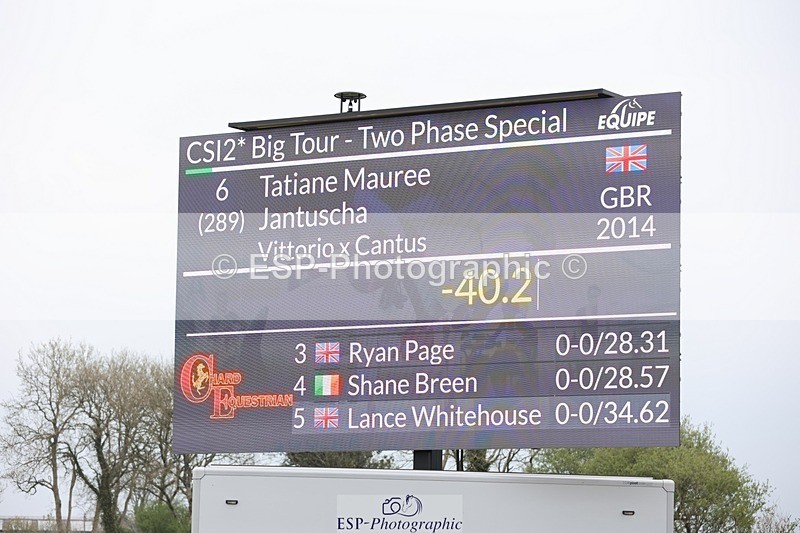 CSI2* Big Tour - Two Phase Special EQUIPE
6 Tatiane Mauree
(289) Jantuscha GBR
Vittorio x Cantus 2014
© ESP-Photographic ©
-40.2
3 Ryan Page 0-0/28.31
4 Shane Breen 0-0/28.57
5 Lance Whitehouse 0-0/34.62
CHARD
EQUESTRIAN
ESP-Photographic